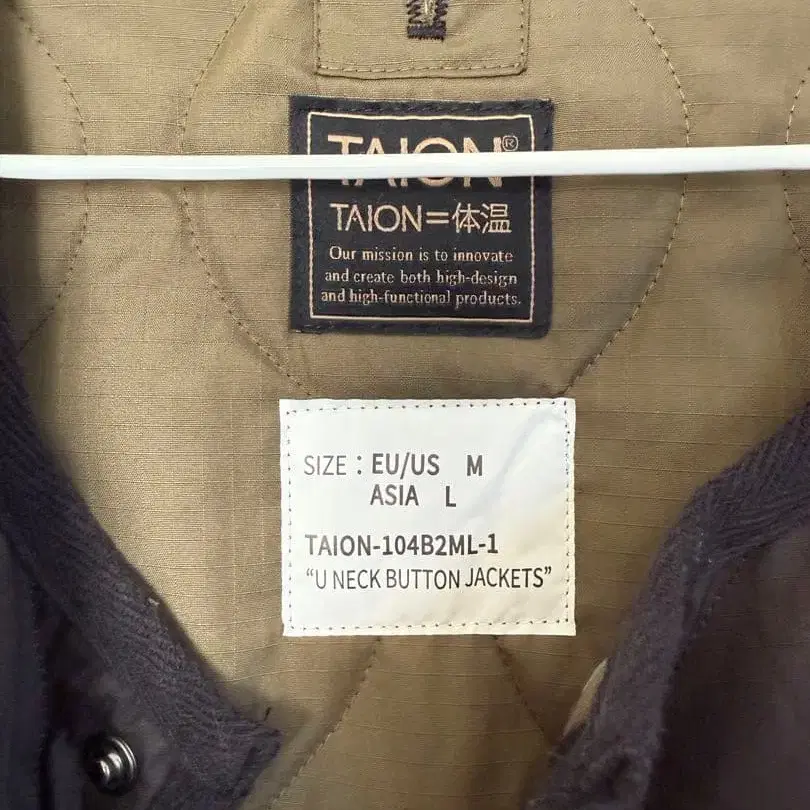 TAION®
TAION=体温
Our mission is to innovate
and create both high-design
and high-functional products.
SIZE : EU/US M
ASIA L
TAION-104B2ML-1
“U NECK BUTTON JACKETS”